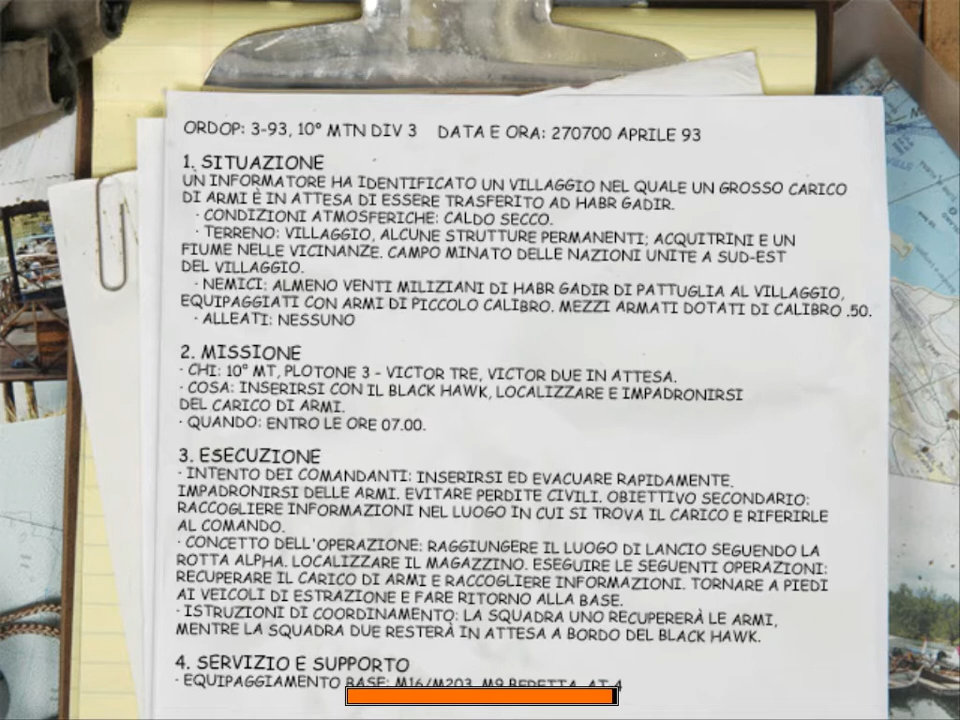 ORDOP: 3-93, 10° MTN DIV 3 DATA E ORA: 270700 APRILE 93
1. SITUAZIONE
UN INFORMATORE HA IDENTIFICATO UN VILLAGGIO NEL QUALE UN GROSSO CARICO
DI ARMI È IN ATTESA DI ESSERE TRASFERITO AD HABR GADIR.
· CONDIZIONI ATMOSFERICHE: CALDO SECCO.
· TERRENO: VILLAGGIO, ALCUNE STRUTTURE PERMANENTI; ACQUITRINI E UN
FIUME NELLE VICINANZE. CAMPO MINATO DELLE NAZIONI UNITE A SUD-EST
DEL VILLAGGIO.
· NEMICI: ALMENO VENTI MILIZIANI DI HABR GADIR DI PATTUGLIA AL VILLAGGIO,
EQUIPAGGIATI CON ARMI DI PICCOLO CALIBRO. MEZZI ARMATI DOTATI DI CALIBRO .50.
· ALLEATI: NESSUNO
2. MISSIONE
· CHI: 10° MT, PLOTONE 3 - VICTOR TRE, VICTOR DUE IN ATTESA.
· COSA: INSERIRSI CON IL BLACK HAWK, LOCALIZZARE E IMPADRONIRSI
DEL CARICO DI ARMI.
· QUANDO: ENTRO LE ORE 07.00.
3. ESECUZIONE
· INTENTO DEI COMANDANTI: INSERIRSI ED EVACUARE RAPIDAMENTE.
IMPADRONIRSI DELLE ARMI. EVITARE PERDITE CIVILI. OBIETTIVO SECONDARIO:
RACCOGLIERE INFORMAZIONI NEL LUOGO IN CUI SI TROVA IL CARICO E RIFERIRLE
AL COMANDO.
· CONCETTO DELL'OPERAZIONE: RAGGIUNGERE IL LUOGO DI LANCIO SEGUENDO LA
ROTTA ALPHA. LOCALIZZARE IL MAGAZZINO. ESEGUIRE LE SEGUENTI OPERAZIONI:
RECUPERARE IL CARICO DI ARMI E RACCOGLIERE INFORMAZIONI. TORNARE A PIEDI
AI VEICOLI DI ESTRAZIONE E FARE RITORNO ALLA BASE.
· ISTRUZIONI DI COORDINAMENTO: LA SQUADRA UNO RECUPERERÀ LE ARMI,
MENTRE LA SQUADRA DUE RESTERÀ IN ATTESA A BORDO DEL BLACK HAWK.
4. SERVIZIO E SUPPORTO
· EQUIPAGGIAMENTO BASE: M16/M203, M9 BERETTA, AT-4